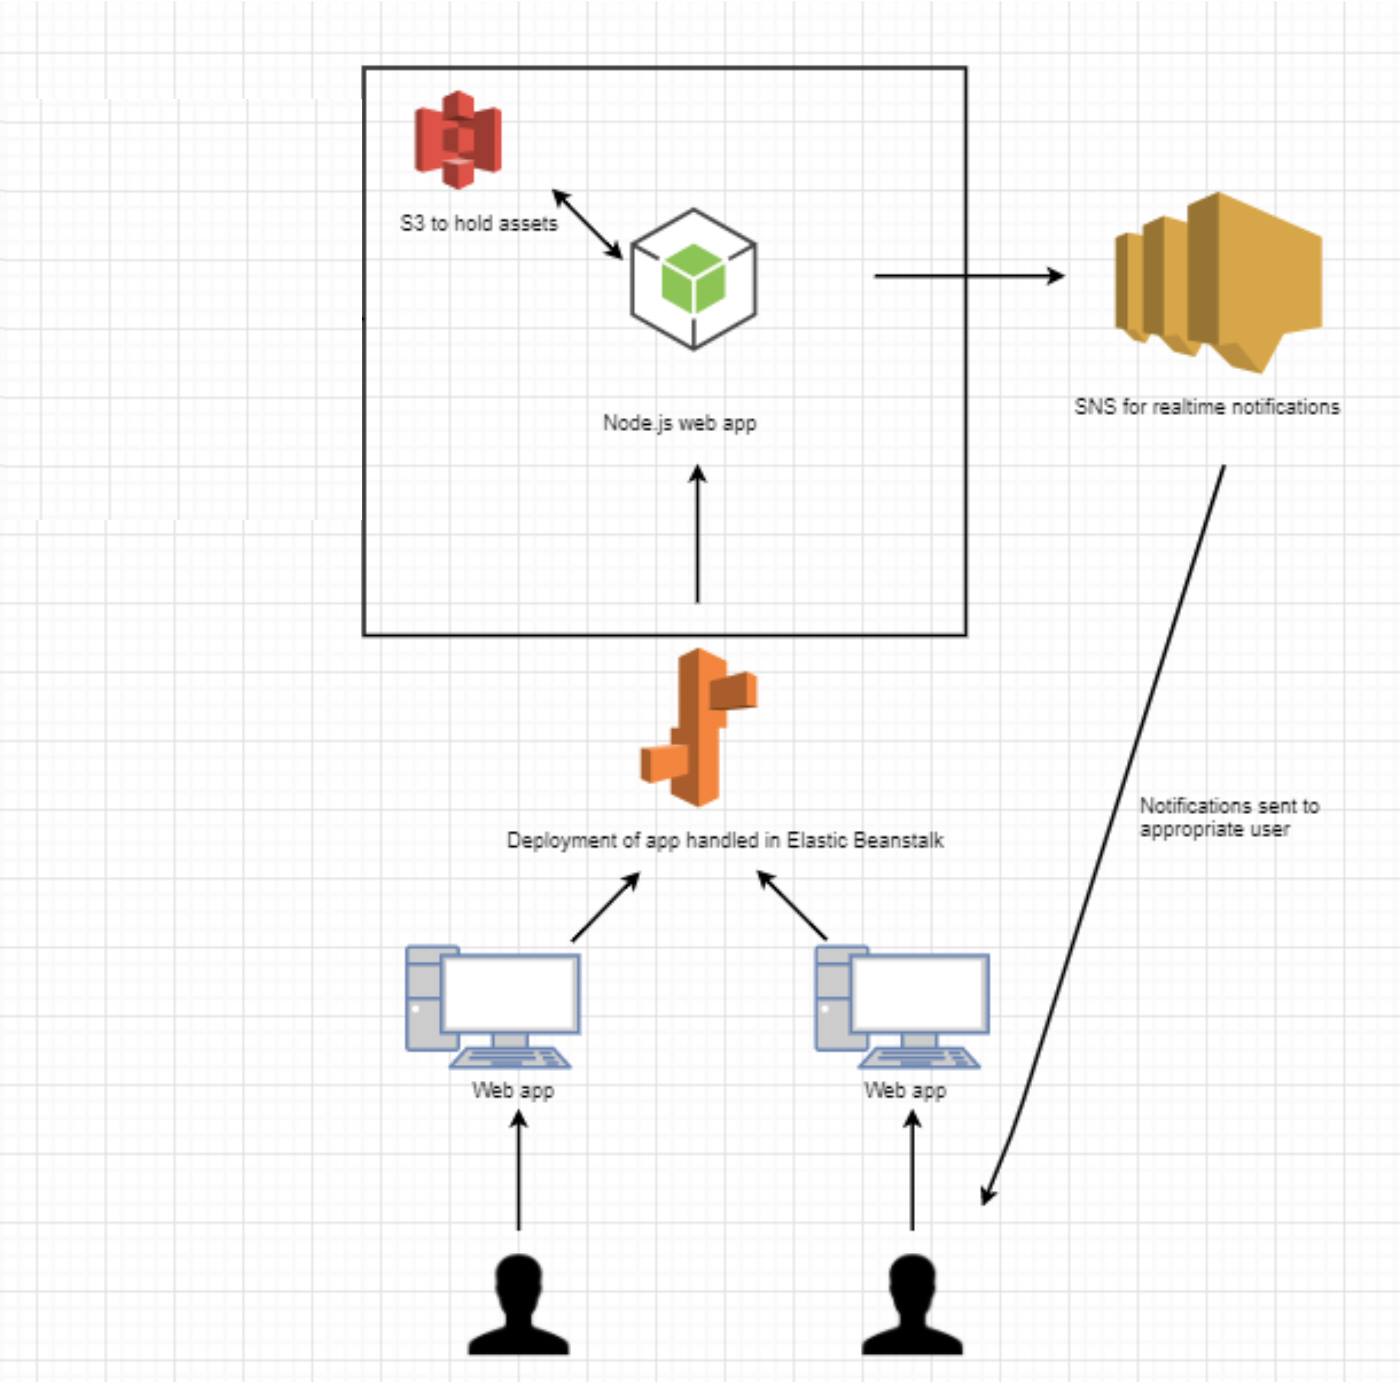 S3 to hold assets
Node.js web app
SNS for realtime notifications
Notifications sent to
appropriate user
Deployment of app handled in Elastic Beanstalk
Web app
Web app